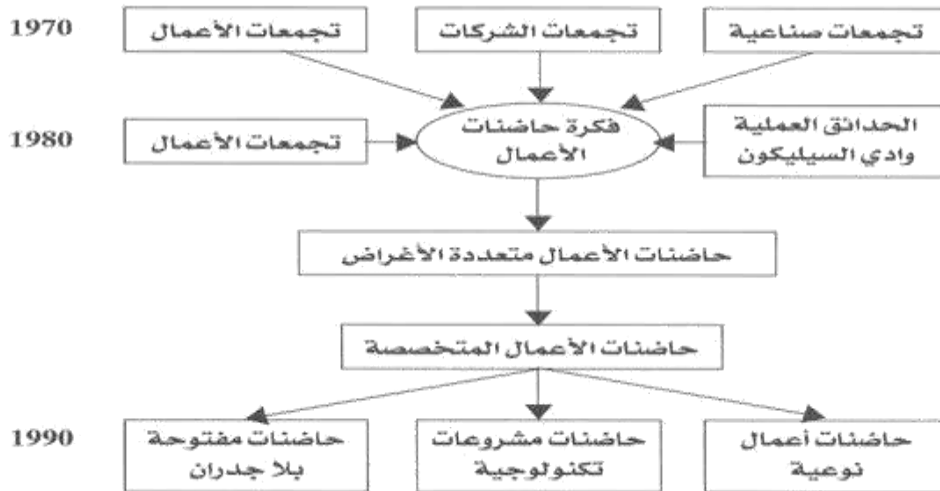 1970
تجمعات صناعية
تجمعات الشركات
تجمعات الأعمال
1980
الحدائق العملية
وادي السيليكون
فكرة حاضنات
الأعمال
تجمعات الأعمال
حاضنات الأعمال متعددة الأغراض
حاضنات الأعمال المتخصصة
1990
حاضنات أعمال
نوعية
حاضنات مشروعات
تكنولوجية
حاضنات مفتوحة
بلا جدران